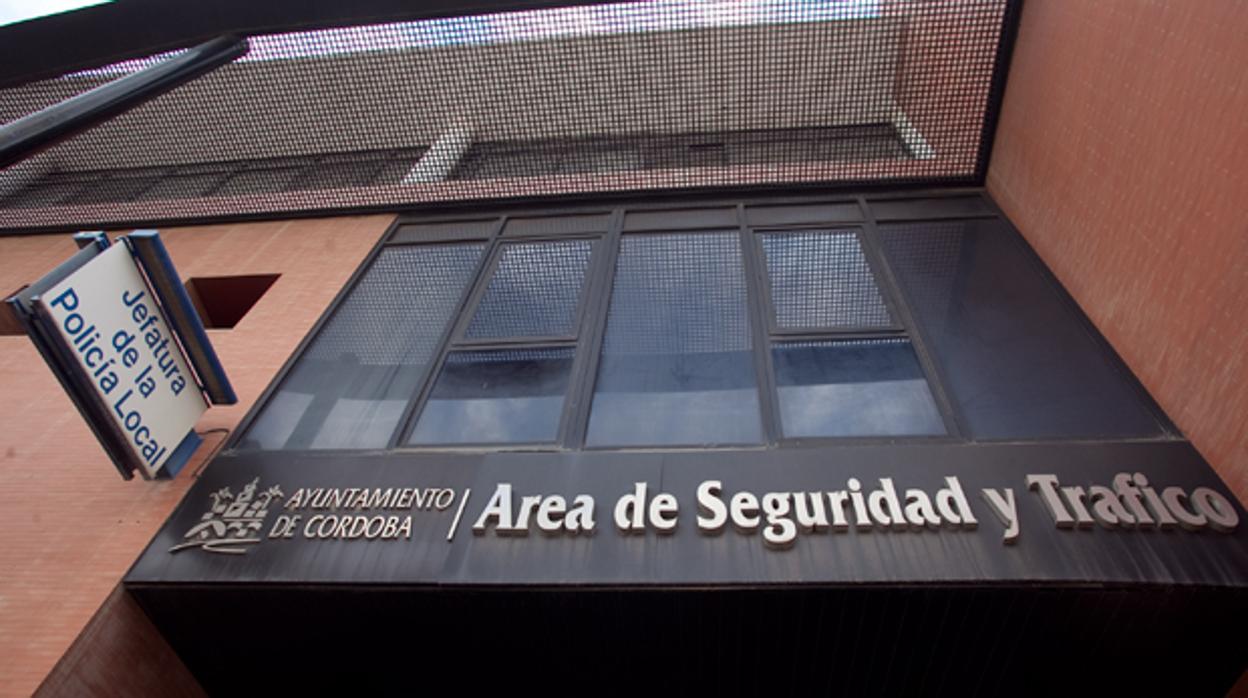 Jefatura
de la
Policía Local
AYUNTAMIENTO
DE CORDOBA
Area de Seguridad y Trafico